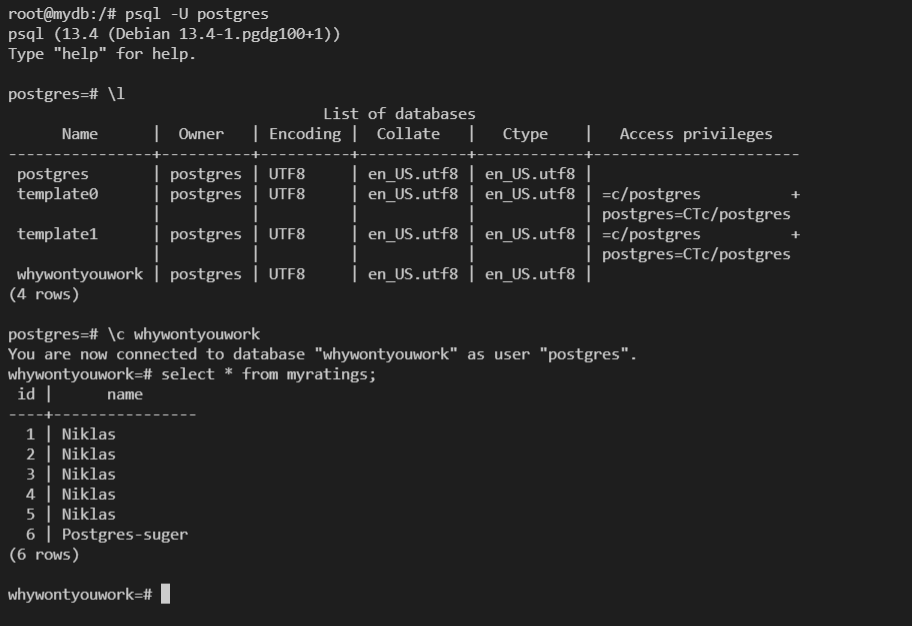 root@mydb:/# psql -U postgres
psql (13.4 (Debian 13.4-1.pgdg100+1))
Type "help" for help.

postgres=# \l
                                   List of databases
      Name      |  Owner   | Encoding |  Collate   |   Ctype    |   Access privileges
----------------+----------+----------+------------+------------+-----------------------
 postgres       | postgres | UTF8     | en_US.utf8 | en_US.utf8 |
 template0      | postgres | UTF8     | en_US.utf8 | en_US.utf8 | =c/postgres          +
                |          |          |            |            | postgres=CTc/postgres
 template1      | postgres | UTF8     | en_US.utf8 | en_US.utf8 | =c/postgres          +
                |          |          |            |            | postgres=CTc/postgres
 whywontyouwork | postgres | UTF8     | en_US.utf8 | en_US.utf8 |
(4 rows)

postgres=# \c whywontyouwork
You are now connected to database "whywontyouwork" as user "postgres".
whywontyouwork=# select * from myratings;
 id |      name
----+----------------
  1 | Niklas
  2 | Niklas
  3 | Niklas
  4 | Niklas
  5 | Niklas
  6 | Postgres-suger
(6 rows)

whywontyouwork=#